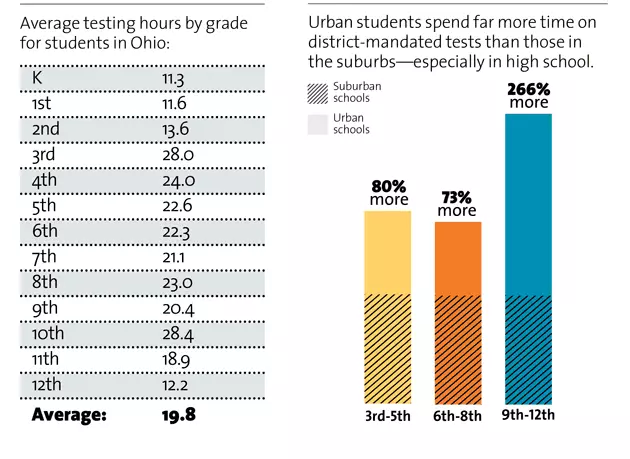 Average testing hours by grade
for students in Ohio:
K 11.3
1st 11.6
2nd 13.6
3rd 28.0
4th 24.0
5th 22.6
6th 22.3
7th 21.1
8th 23.0
9th 20.4
10th 28.4
11th 18.9
12th 12.2
Average: 19.8
Urban students spend far more time on
district-mandated tests than those in
the suburbs—especially in high school.
Suburban
schools
Urban
schools
80%
more
73%
more
266%
more
3rd-5th 6th-8th 9th-12th